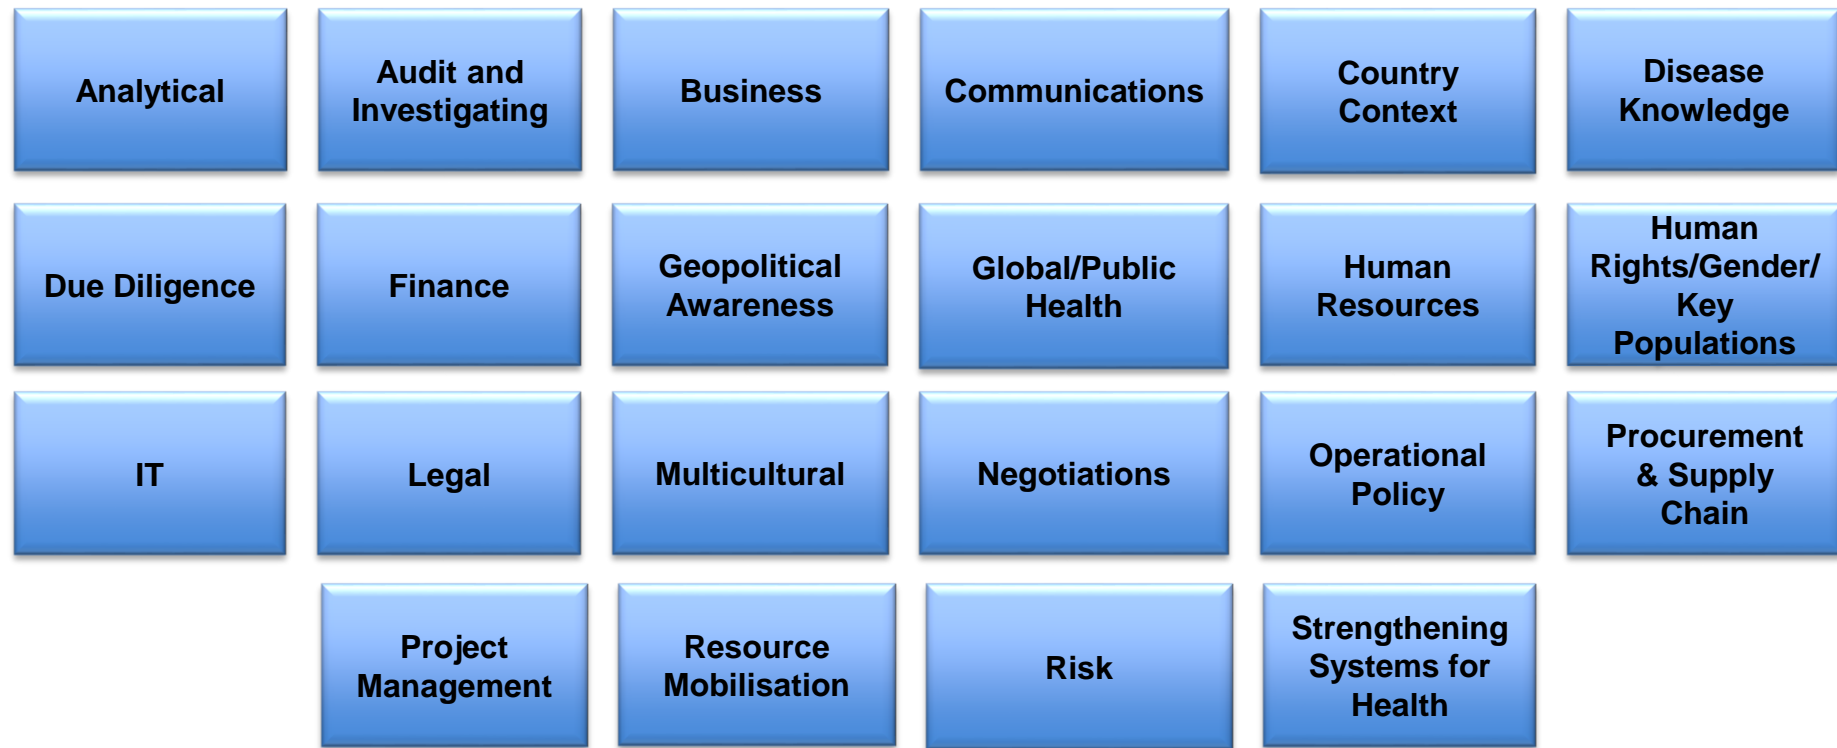 Analytical
Audit and
Investigating
Business
Communications
Country
Context
Disease
Knowledge
Due Diligence
Finance
Geopolitical
Awareness
Global/Public
Health
Human
Resources
Human
Rights/Gender/
Key
Populations
IT
Legal
Multicultural
Negotiations
Operational
Policy
Procurement
& Supply
Chain
Project
Management
Resource
Mobilisation
Risk
Strengthening
Systems for
Health